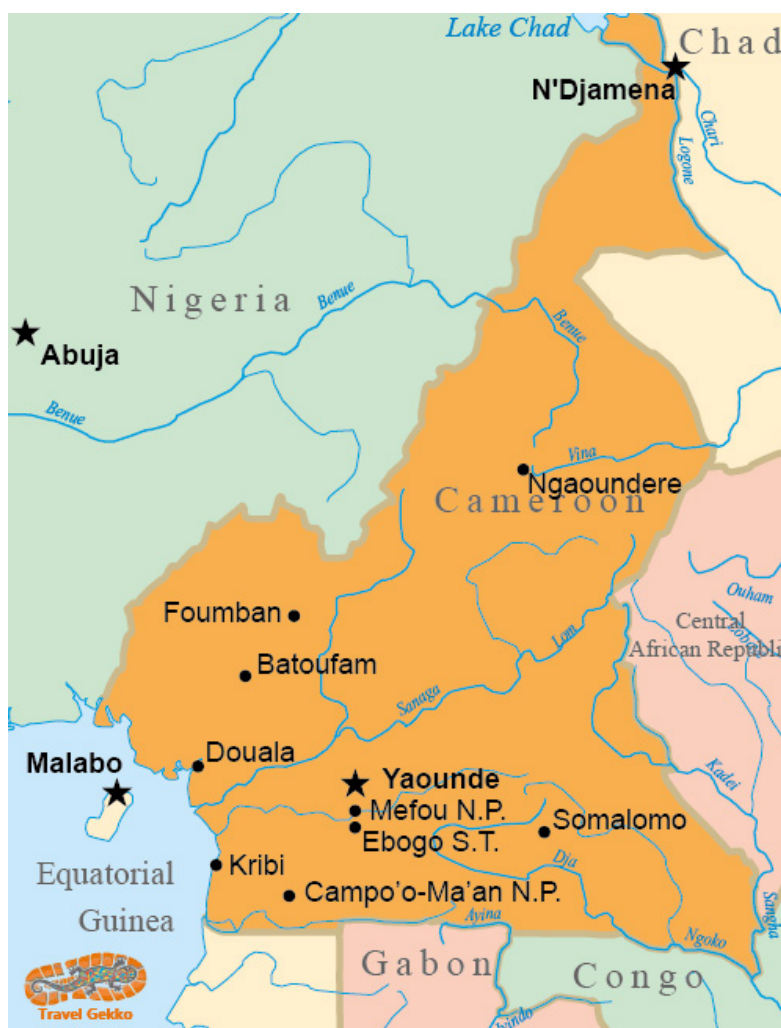 Lake Chad
Chad
N'Djamena
Chari
Logone
Nigeria
Benue
Benue
Abuja
Benue
Vina
Ngaoundere
Cameroon
Ouham
Foumban
Lom
Central
African Republi
Batoufam
Sanaga
Douala
Malabo
Yaounde
Kadei
Mefou N.P.
Somalomo
Ebogo S.T.
Dja
Kribi
Equatorial
Guinea
Campo'o-Ma'an N.P.
Sangha
Ayina
Ngoko
Gabon
Congo
Travel Gekko